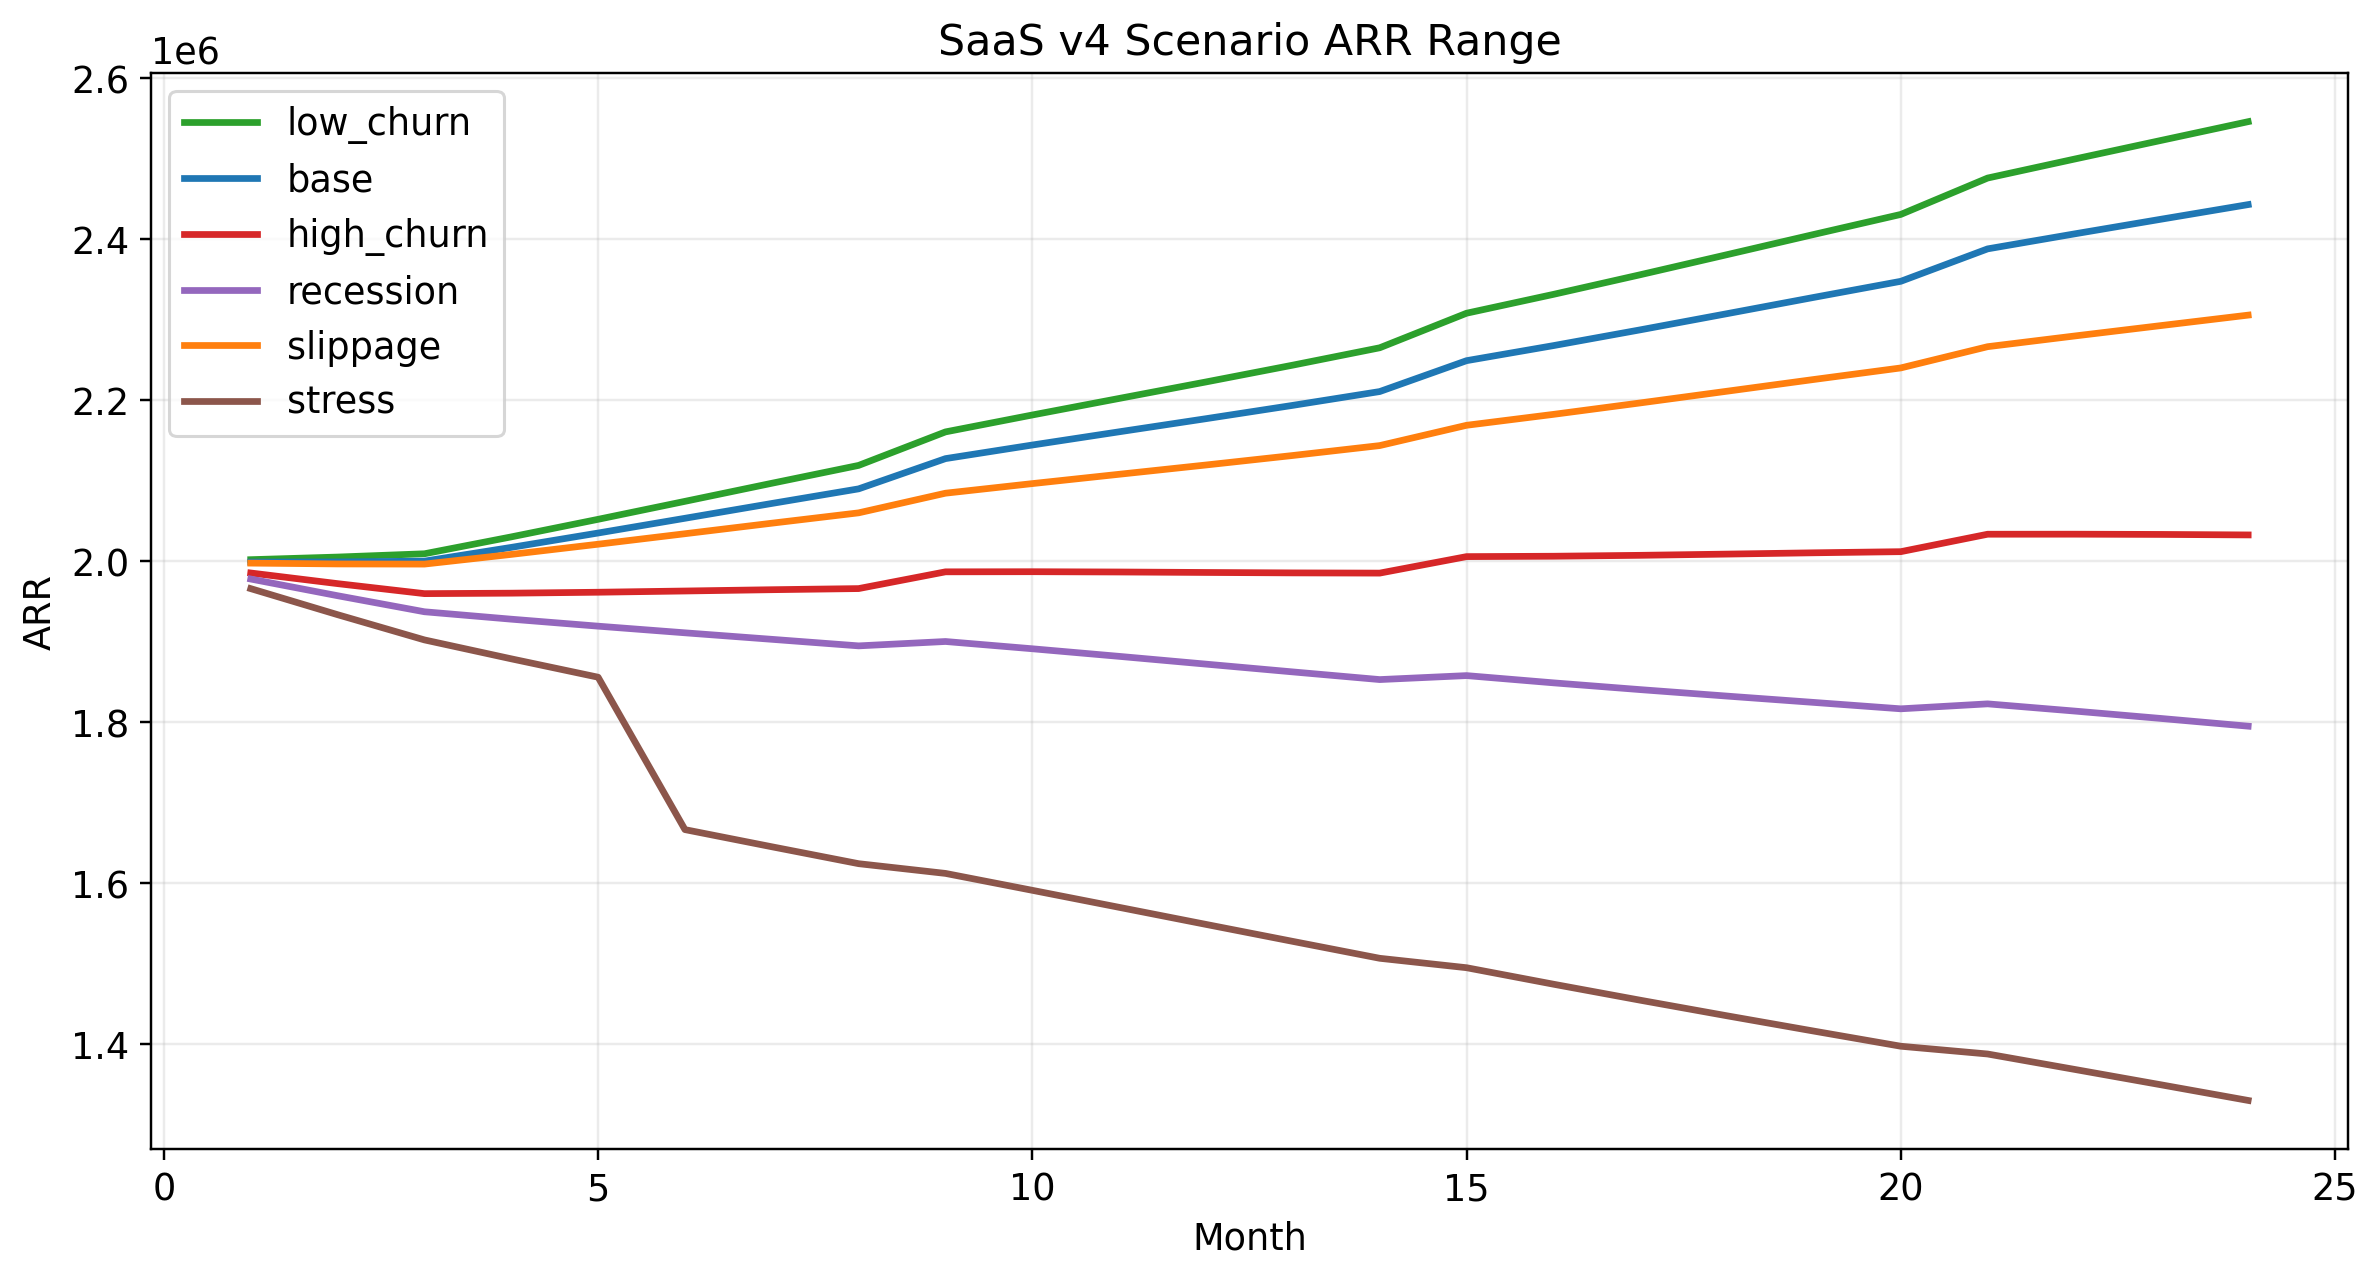 SaaS v4 Scenario ARR Range
1e6
2.6
2.4
2.2
2.0
1.8
1.6
1.4
ARR
low_churn
base
high_churn
recession
slippage
stress
0 5 10 15 20 25
Month